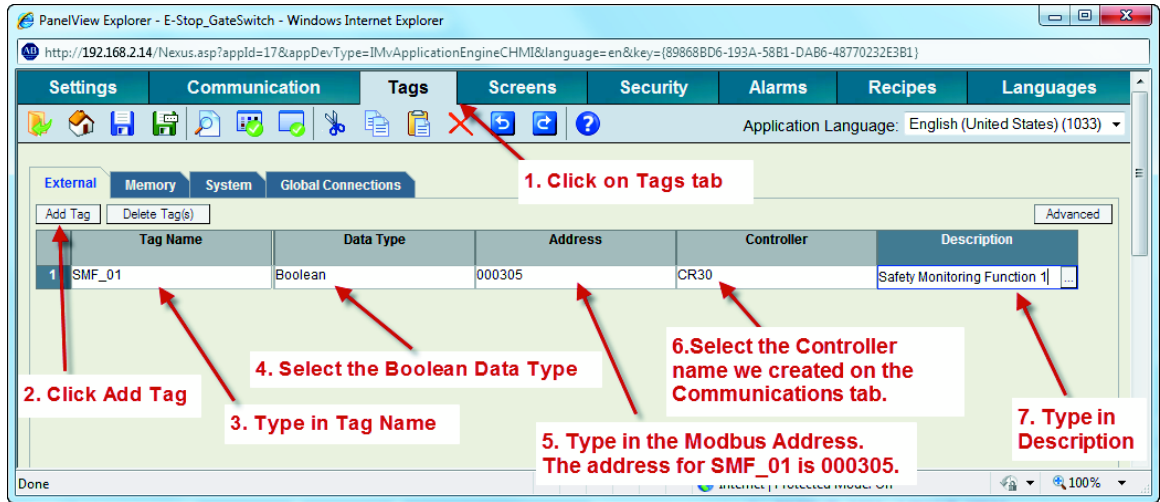 PanelView Explorer - E-Stop_GateSwitch - Windows Internet Explorer
http://192.168.2.14/Nexus.asp?appId=17&appDevType=IMvApplicationEngineCHMI&language=en&key={89868BD6-193A-58B1-DAB6-48770232E3B1}
Settings Communication Tags Screens Security Alarms Recipes Languages
Application Language: English (United States) (1033)
1. Click on Tags tab
External Memory System Global Connections
Add Tag Delete Tag(s) Advanced
Tag Name Data Type Address Controller Description
1 SMF_01 Boolean 000305 CR30 Safety Monitoring Function 1 ...
2. Click Add Tag
3. Type in Tag Name
4. Select the Boolean Data Type
5. Type in the Modbus Address.
The address for SMF_01 is 000305.
6.Select the Controller
name we created on the
Communications tab.
7. Type in
Description
Done Internet | Protected Mode: On 100%